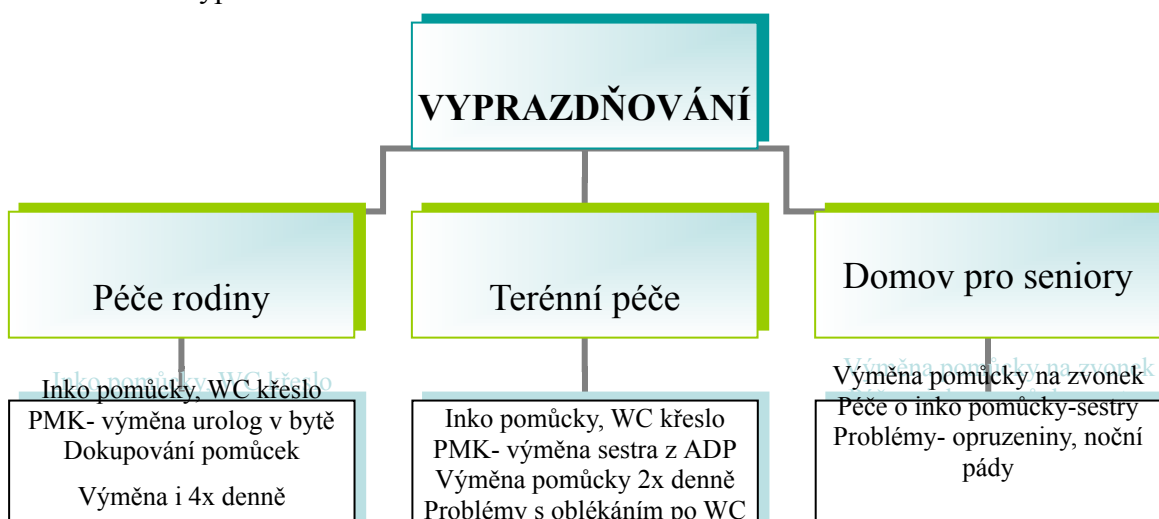 VYPRAZDŇOVÁNÍ
Péče rodiny
Terénní péče
Domov pro seniory
Inko pomůcky, WC křeslo
PMK- výměna urolog v bytě
Dokupování pomůcek
Výměna i 4x denně
Inko pomůcky, WC křeslo
PMK- výměna sestra z ADP
Výměna pomůcky 2x denně
Problémy s oblékáním po WC
Výměna pomůcky na zvonek
Péče o inko pomůcky-sestry
Problémy- opruzeniny, noční
pády